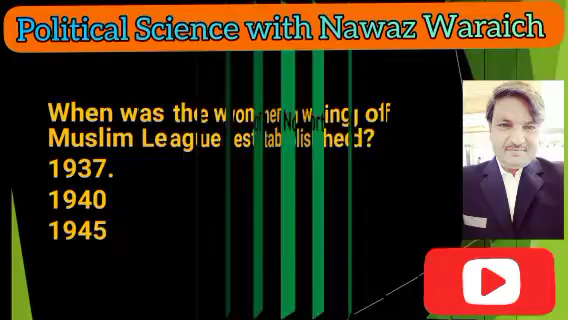 Political Science with Nawaz Waraich
When was the women wing of
Muslim League established?
1937.
1940
1945